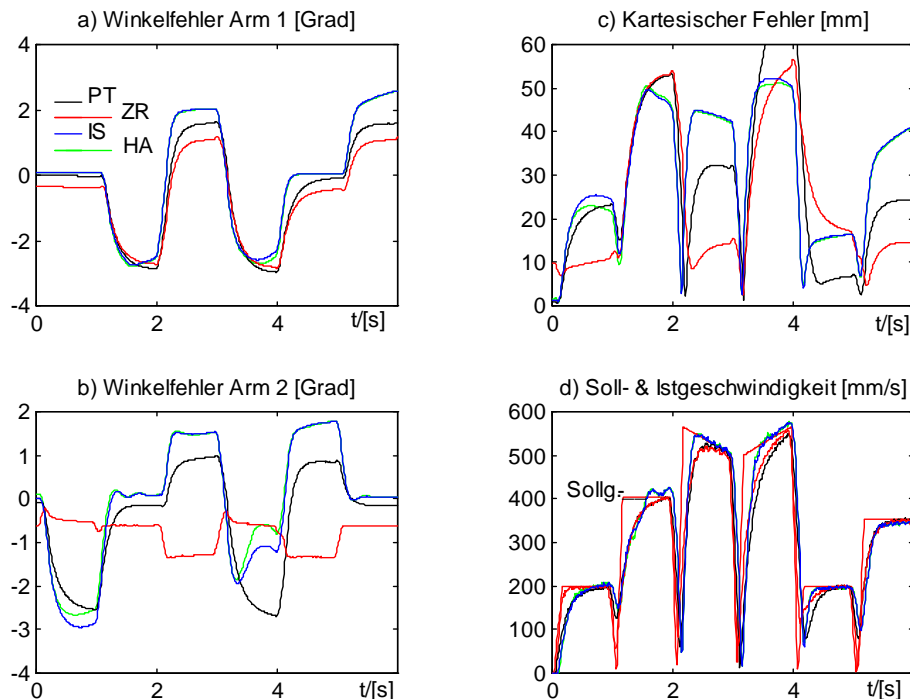 a) Winkelfehler Arm 1 [Grad]
4
2
0
-2
-4
PT
ZR
IS
HA
0
2
4
t/[s]
c) Kartesischer Fehler [mm]
60
50
40
30
20
10
0
0
2
4
t/[s]
b) Winkelfehler Arm 2 [Grad]
2
1
0
-1
-2
-3
-4
0
2
4
t/[s]
d) Soll- & Istgeschwindigkeit [mm/s]
600
500
400
300
200
100
0
Sollg.
0
2
4
t/[s]